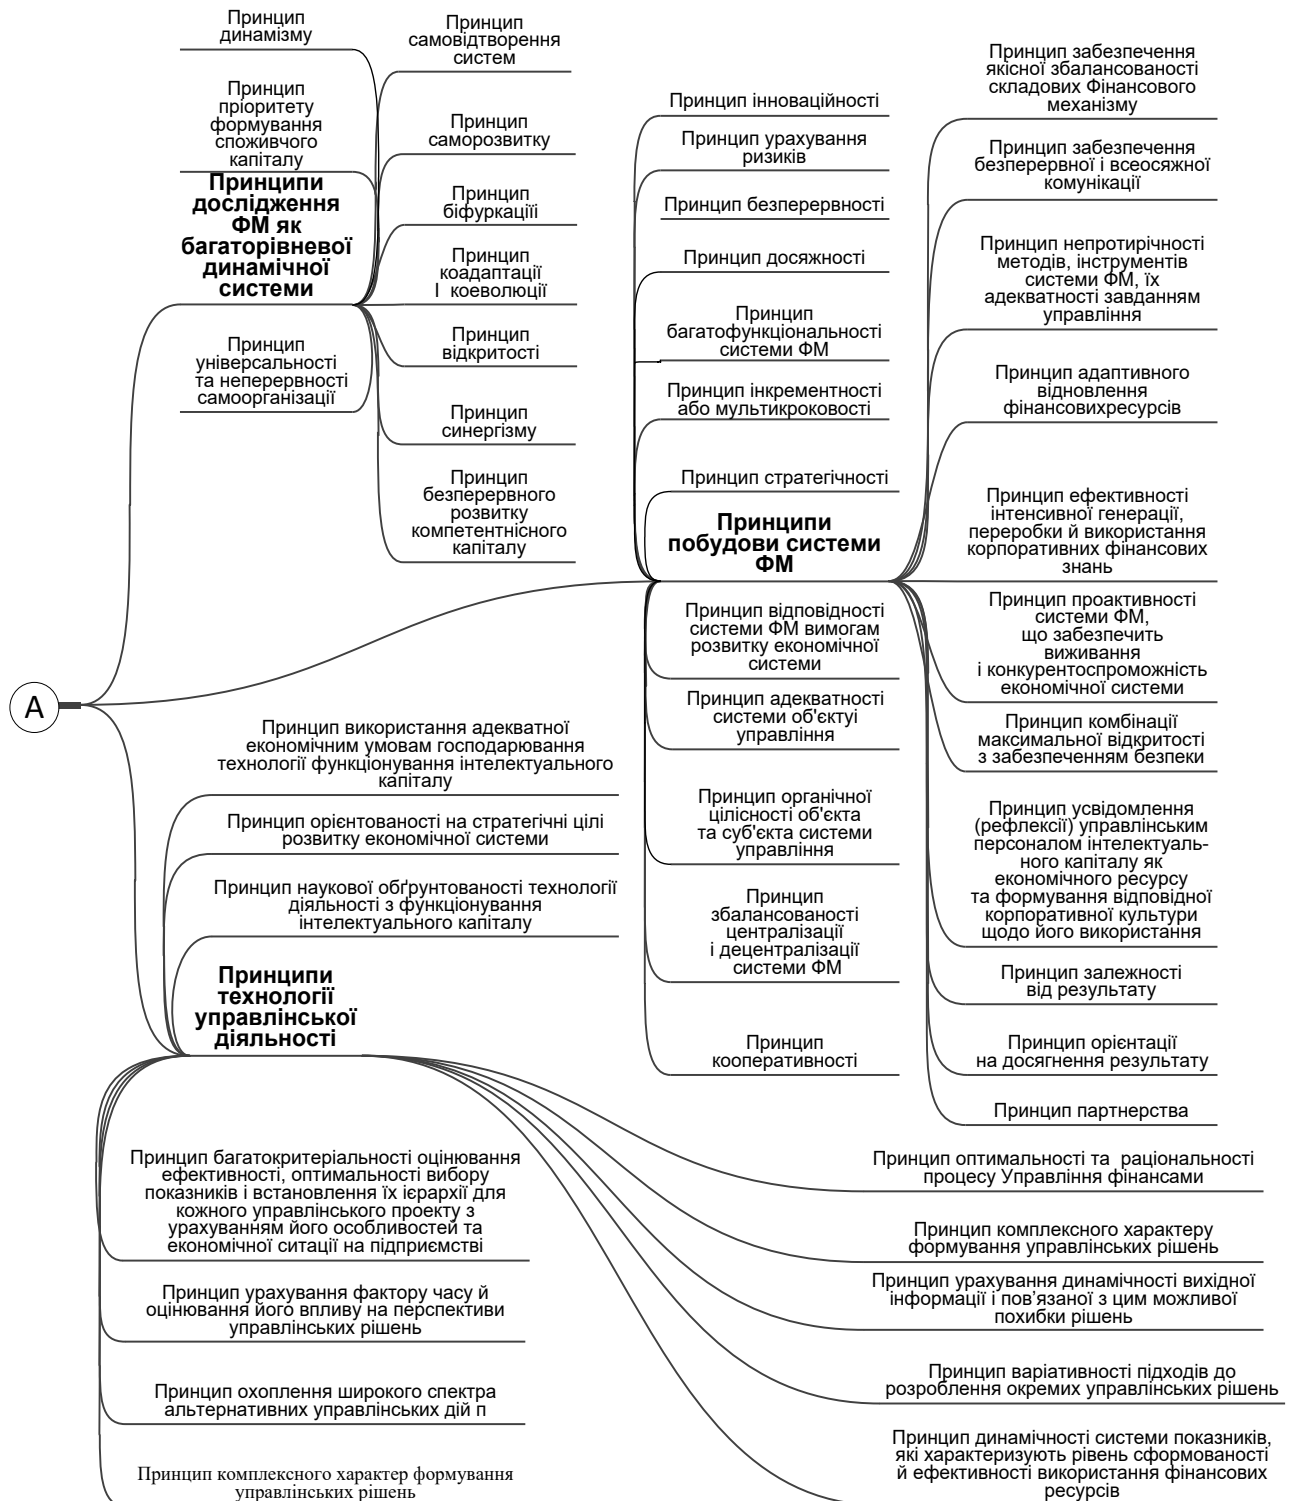 Принцип
динамізму
Принцип
пріоритету
формування
споживчого
капіталу
Принципи
дослідження
ФМ як
багаторівневої
динамічної
системи
Принцип
універсальності
та неперервності
самоорганізації
Принцип
самовідтворення
систем
Принцип
саморозвитку
Принцип
біфуркаціїі
Принцип
коадаптації
І коеволюції
Принцип
відкритості
Принцип
синергізму
Принцип
безперервного
розвитку
компетентнісного
капіталу
Принцип інноваційності
Принцип урахування
ризиків
Принцип безперервності
Принцип досяжності
Принцип
багатофункціональності
системи ФМ
Принцип інкрементності
або мультикроковості
Принцип стратегічності
Принципи
побудови системи
ФМ
Принцип відповідності
системи ФМ вимогам
розвитку економічної
системи
Принцип адекватності
системи об'єктуі
управління
Принцип органічної
цілісності об'єкта
та суб'єкта системи
управління
Принцип
збалансованості
централізації
і децентралізації
системи ФМ
Принцип
кооперативності
Принцип забезпечення
якісної збалансованості
складових Фінансового
механізму
Принцип забезпечення
безперервної і всеосяжної
комунікації
Принцип непротирічності
методів, інструментів
системи ФМ, їх
адекватності завданням
управління
Принцип адаптивного
відновлення
фінансовихресурсів
Принцип ефективності
інтенсивної генерації,
переробки й використання
корпоративних фінансових
знань
Принцип проактивності
системи ФМ,
що забезпечить
виживання
і конкурентоспроможність
економічної системи
Принцип комбінації
максимальної відкритості
з забезпеченням безпеки
Принцип усвідомлення
(рефлексії) управлінським
персоналом інтелектуаль-
ного капіталу як
економічного ресурсу
та формування відповідної
корпоративної культури
щодо його використання
Принцип залежності
від результату
Принцип орієнтації
на досягнення результату
Принцип партнерства
А
Принцип використання адекватної
економічним умовам господарювання
технології функціонування інтелектуального
капіталу
Принцип орієнтованості на стратегічні цілі
розвитку економічної системи
Принцип наукової обґрунтованості технології
діяльності з функціонування
інтелектуального капіталу
Принципи
технології
управлінської
діяльності
Принцип багатокритеріальності оцінювання
ефективності, оптимальності вибору
показників і встановлення їх ієрархії для
кожного управлінського проекту з
урахуванням його особливостей та
економічної ситації на підприємстві
Принцип урахування фактору часу й
оцінювання його впливу на перспективи
управлінських рішень
Принцип охоплення широкого спектра
альтернативних управлінських дій п
Принцип комплексного характер формування
управлінських рішень
Принцип оптимальності та раціональності
процесу Управління фінансами
Принцип комплексного характеру
формування управлінських рішень
Принцип урахування динамічності вихідної
інформації і пов’язаної з цим можливої
похибки рішень
Принцип варіативності підходів до
розроблення окремих управлінських рішень
Принцип динамічності системи показників,
які характеризують рівень сформованості
й ефективності використання фінансових
ресурсів